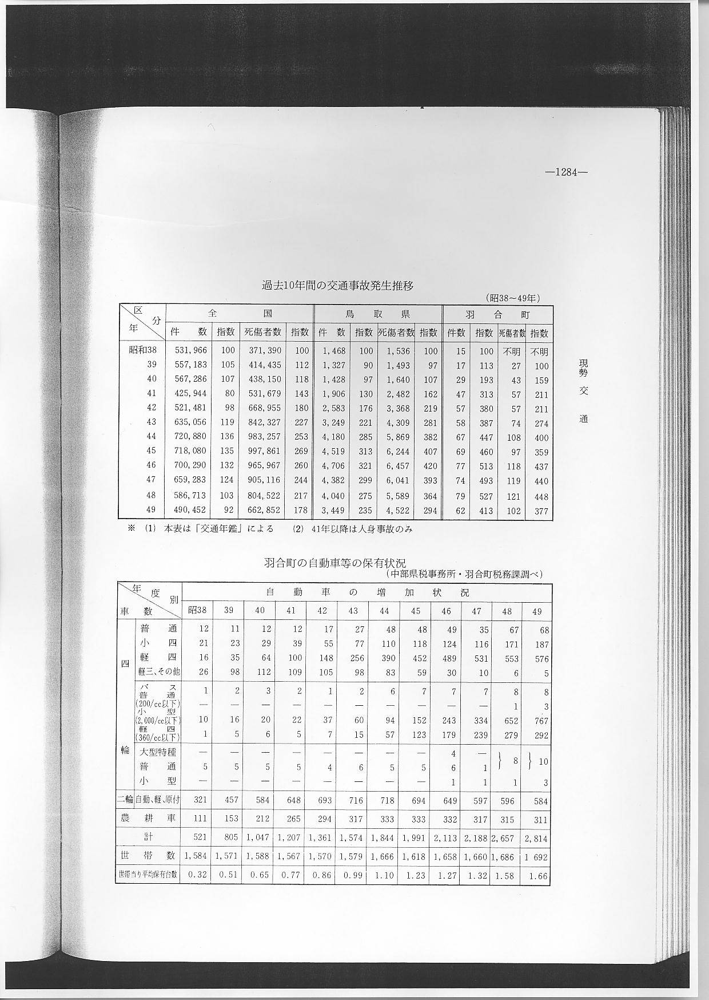 —1284—
現勢 交 通
過去10年間の交通事故発生推移
(昭38~49年)
区分 年 全 国 鳥 取 県 羽 合 町
件 数 指数 死傷者数 指数 件 数 指数 死傷者数 指数 件数 指数 死傷者数 指数
昭和38 531,966 100 371,390 100 1,468 100 1,536 100 15 100 不明 不明
39 557,183 105 414,435 112 1,327 90 1,493 97 17 113 27 100
40 567,286 107 438,150 118 1,428 97 1,640 107 29 193 43 159
41 425,944 80 531,679 143 1,906 130 2,482 162 47 313 57 211
42 521,481 98 668,955 180 2,583 176 3,368 219 57 380 57 211
43 635,056 119 842,327 227 3,249 221 4,309 281 58 387 74 274
44 720,880 136 983,257 253 4,180 285 5,869 382 67 447 108 400
45 718,080 135 997,861 269 4,519 313 6,244 407 69 460 97 359
46 700,290 132 965,967 260 4,706 321 6,457 420 77 513 118 437
47 659,283 124 905,116 244 4,382 299 6,041 393 74 493 119 440
48 586,713 103 804,522 217 4,040 275 5,589 364 79 527 121 448
49 490,452 92 662,852 178 3,449 235 4,522 294 62 413 102 377
※ (1) 本表は「交通年鑑」による (2) 41年以降は人身事故のみ
羽合町の自動車等の保有状況
(中部県税事務所・羽合町税務課調べ)
年度別 車 数 自 動 車 の 増 加 状 況
昭38 39 40 41 42 43 44 45 46 47 48 49
四輪
普 通 12 11 12 12 17 27 48 48 49 35 67 68
小 四 21 23 29 39 55 77 110 118 124 116 171 187
軽 四 16 35 64 100 148 256 390 452 489 531 553 576
軽三、その他 26 98 112 109 105 98 83 59 30 10 6 5
バ ス 1 2 3 2 1 2 6 7 7 7 8 8
普 通
(200/cc以下) — — — — — — — — — — 1 3
小 型
(2,000/cc以下) 10 16 20 22 37 60 94 152 243 334 652 767
軽 四
(360/cc以下) 1 5 6 5 7 15 57 123 179 239 279 292
大型特種 — — — — — — — — 4 — } 8 } 10
普 通 5 5 5 5 4 6 5 5 6 1
小 型 — — — — — — — — 1 1 1 3
二輪 自動、軽、原付 321 457 584 648 693 716 718 694 649 597 596 584
農 耕 車 111 153 212 265 294 317 333 333 332 317 315 311
計 521 805 1,047 1,207 1,361 1,574 1,844 1,991 2,113 2,188 2,657 2,814
世 帯 数 1,584 1,571 1,588 1,567 1,570 1,579 1,666 1,618 1,658 1,660 1,686 1 692
世帯当り平均保有台数 0.32 0.51 0.65 0.77 0.86 0.99 1.10 1.23 1.27 1.32 1.58 1.66